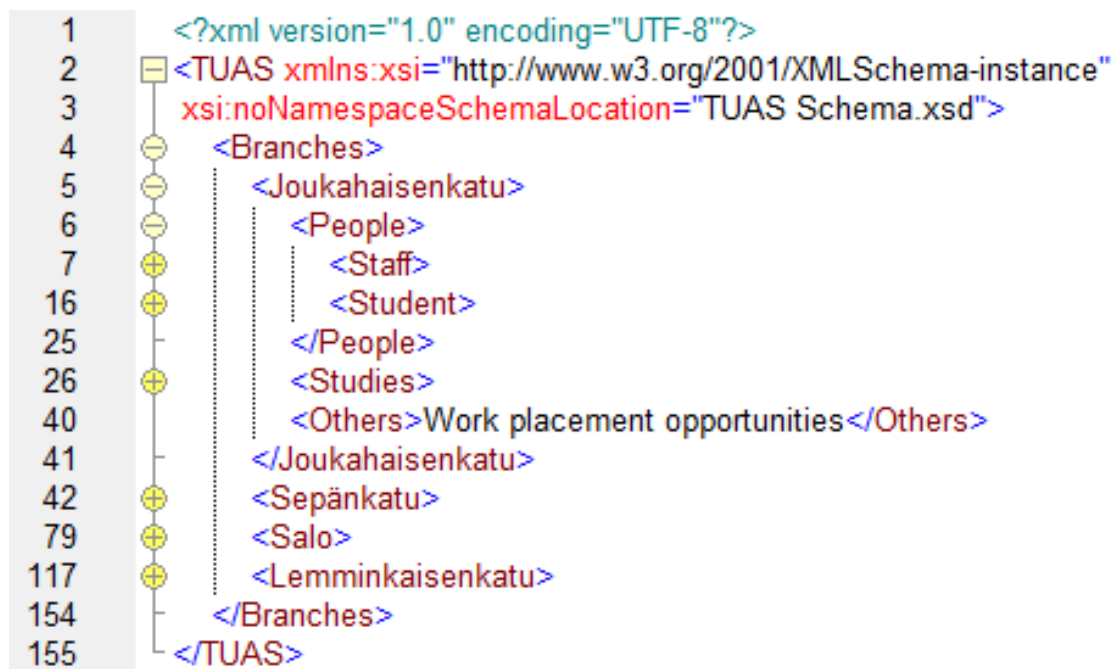 1 <?xml version="1.0" encoding="UTF-8"?>
2 <TUAS xmlns:xsi="http://www.w3.org/2001/XMLSchema-instance"
3 xsi:noNamespaceSchemaLocation="TUAS Schema.xsd">
4 <Branches>
5 <Joukahaisenkatu>
6 <People>
7 <Staff>
16 <Student>
25 </People>
26 <Studies>
40 <Others>Work placement opportunities</Others>
41 </Joukahaisenkatu>
42 <Sepänkatu>
79 <Salo>
117 <Lemminkaisenkatu>
154 </Branches>
155 </TUAS>